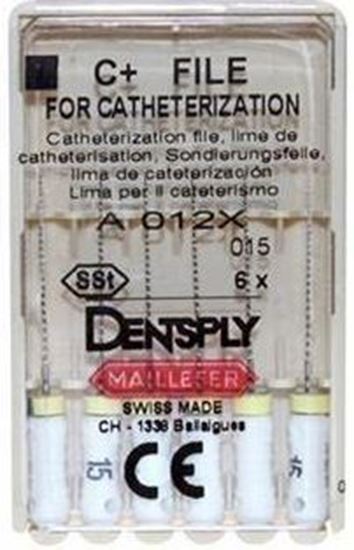 C+ FILE
FOR CATHETERIZATION
Catheterization file, lime de
catheterisation, Sondierungsfeile,
lima de cateterización
Lima per il cateterismo
A 012X
015
SSt 6 x
DENTSPLY
MAILLEFER
SWISS MADE
CH - 1338 Ballaigues
CE
15
15